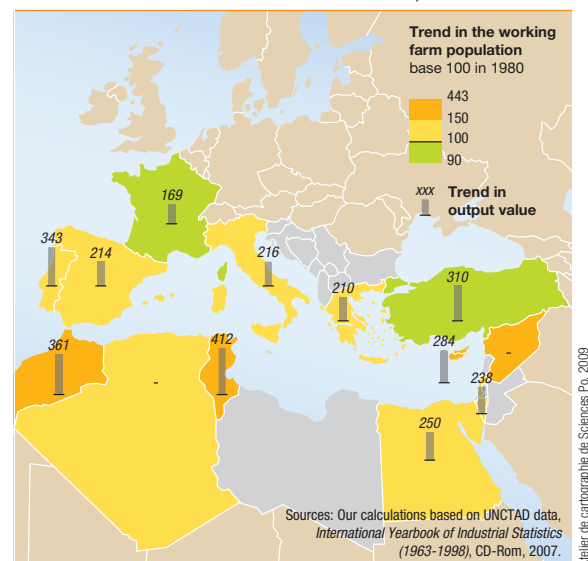 Trend in the working
farm population
base 100 in 1980
443
150
100
90
xxx
Trend in
output value
169
343
214
216
210
310
361
412
284
238
250
-
-
Sources: Our calculations based on UNCTAD data,
International Yearbook of Industrial Statistics
(1963-1998), CD-Rom, 2007.
telier de cartographie de Sciences Po, 2009